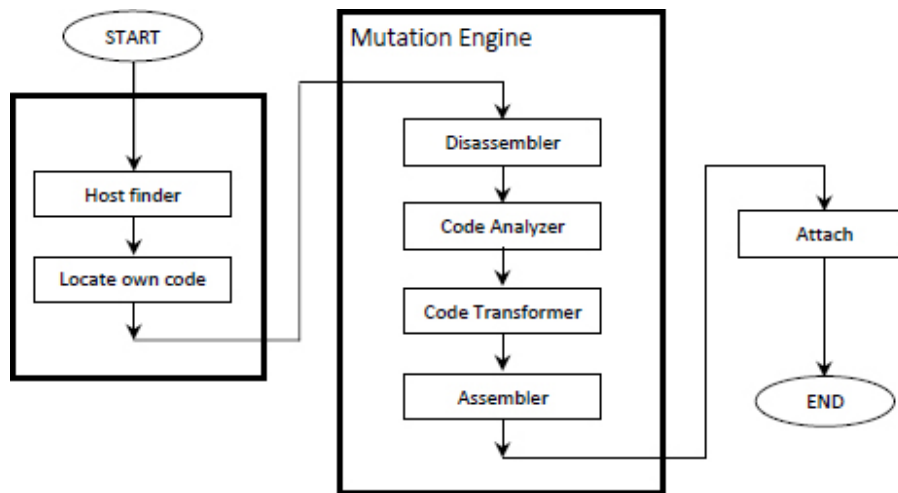 START
Host finder
Locate own code
Mutation Engine
Disassembler
Code Analyzer
Code Transformer
Assembler
Attach
END